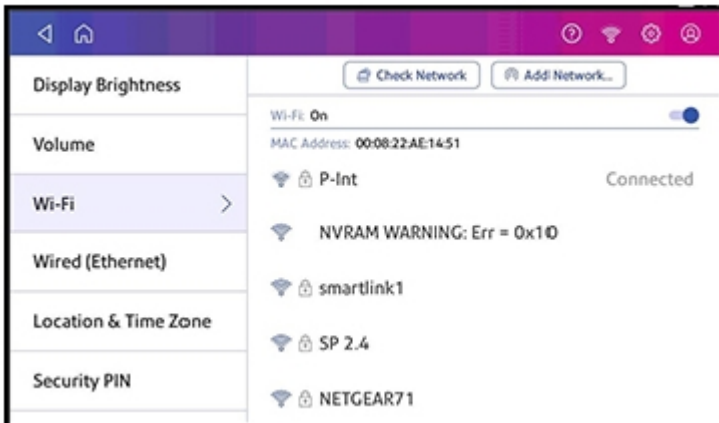 Display Brightness
Volume
Wi-Fi
Wired (Ethernet)
Location & Time Zone
Security PIN
Check Network
Add Network...
Wi-Fi: On
MAC Address: 00:08:22:AE:14:51
P-Int Connected
NVRAM WARNING: Err = 0x10
smartlink1
SP 2.4
NETGEAR71